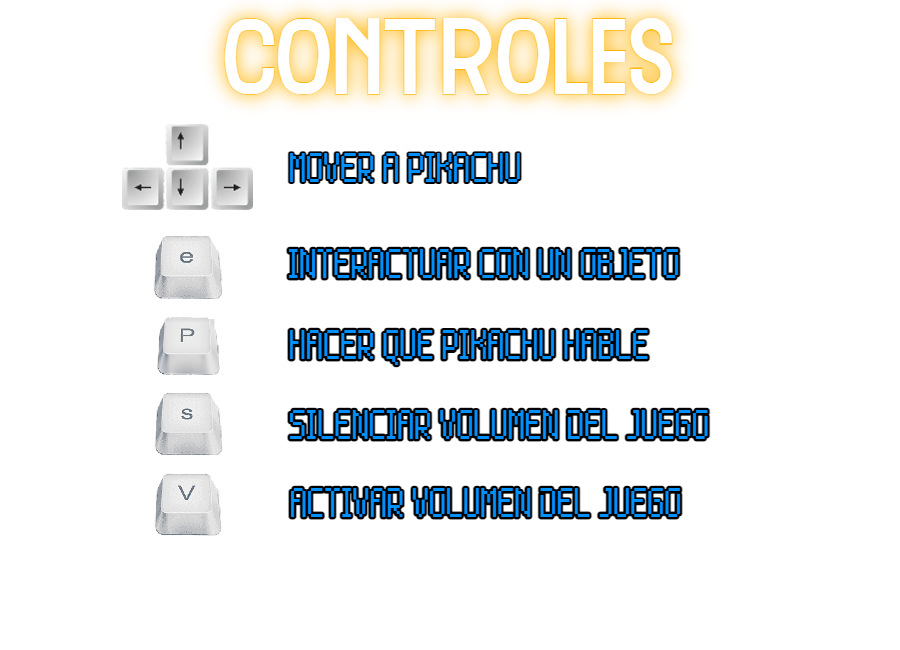 CONTROLES
↑
← ↓ →
MOVER A PIKACHU
e
INTERACTUAR CON UN OBJETO
P
HACER QUE PIKACHU HABLE
s
SILENCIAR VOLUMEN DEL JUEGO
V
ACTIVAR VOLUMEN DEL JUEGO